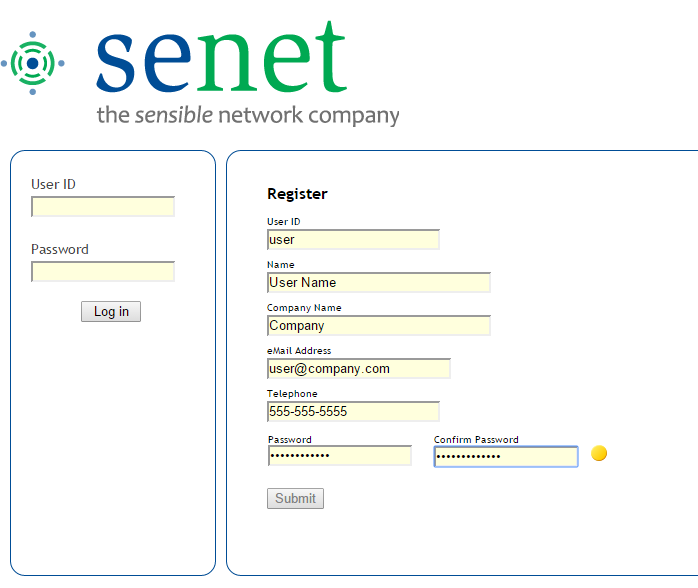 senet
the sensible network company
User ID
Password
Log in
Register
User ID
user
Name
User Name
Company Name
Company
eMail Address
user@company.com
Telephone
555-555-5555
Password Confirm Password
•••••••••••• •••••••••••••
Submit